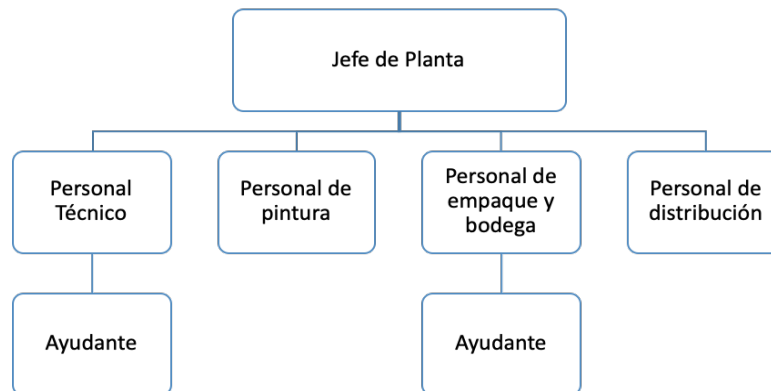 Jefe de Planta
Personal
Técnico
Personal de
pintura
Personal de
empaque y
bodega
Personal de
distribución
Ayudante
Ayudante